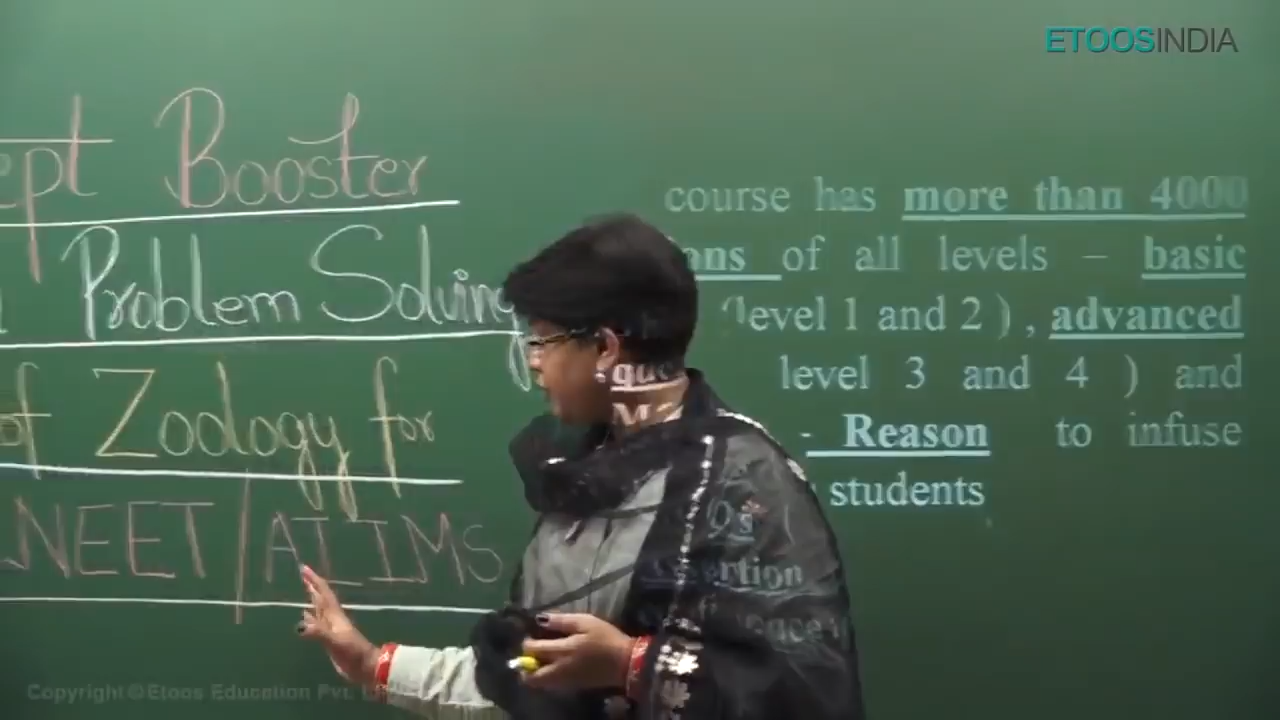 ETOOSINDIA
Booster
Problem Solving
of Zoology for
NEET/AIIMS
course has more than 4000
of all levels – basic
level 1 and 2 ) , advanced
level 3 and 4 ) and
- Reason to infuse
students
Copyright © Etoos Education Pvt.